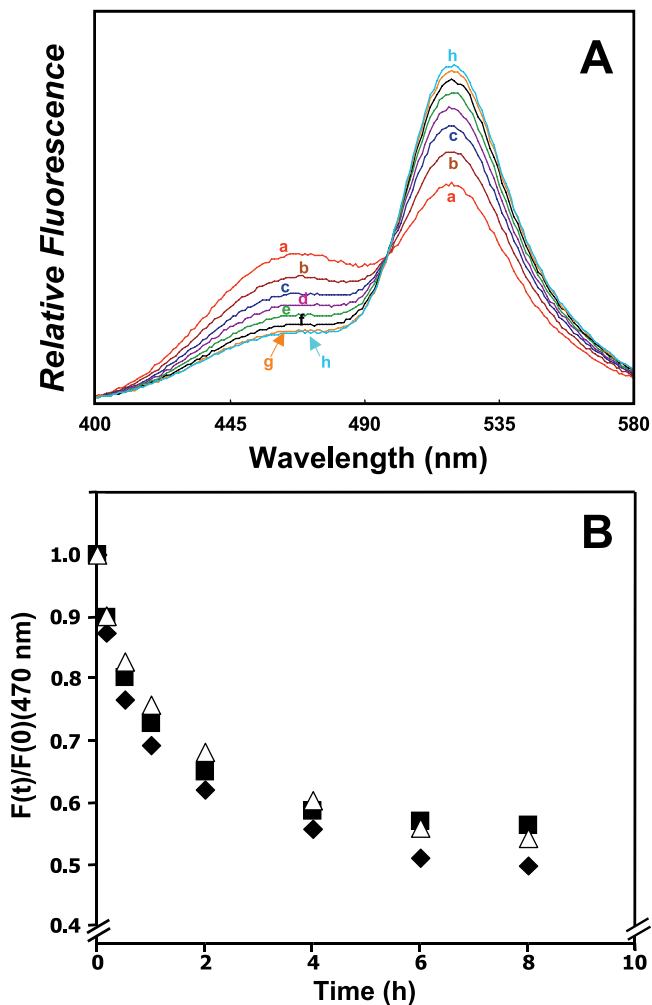 A
Relative Fluorescence
h
c
b
a
a
b
c
d
e
f
g
h
400 445 490 535 580
Wavelength (nm)
B
F(t)/F(0)(470 nm)
1.0
0.9
0.8
0.7
0.6
0.5
0.4
0 2 4 6 8 10
Time (h)